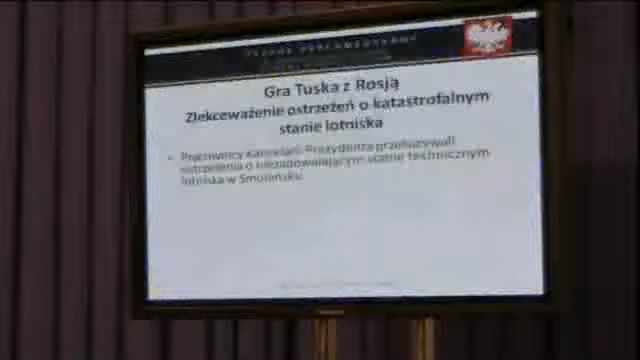 Gra Tuska z Rosją
Zlekceważenie ostrzeżeń o katastrofalnym
stanie lotniska
• Pracownicy Kancelarii Prezydenta przekazywali
ostrzeżenia o niezadowalającym stanie technicznym
lotniska w Smoleńsku